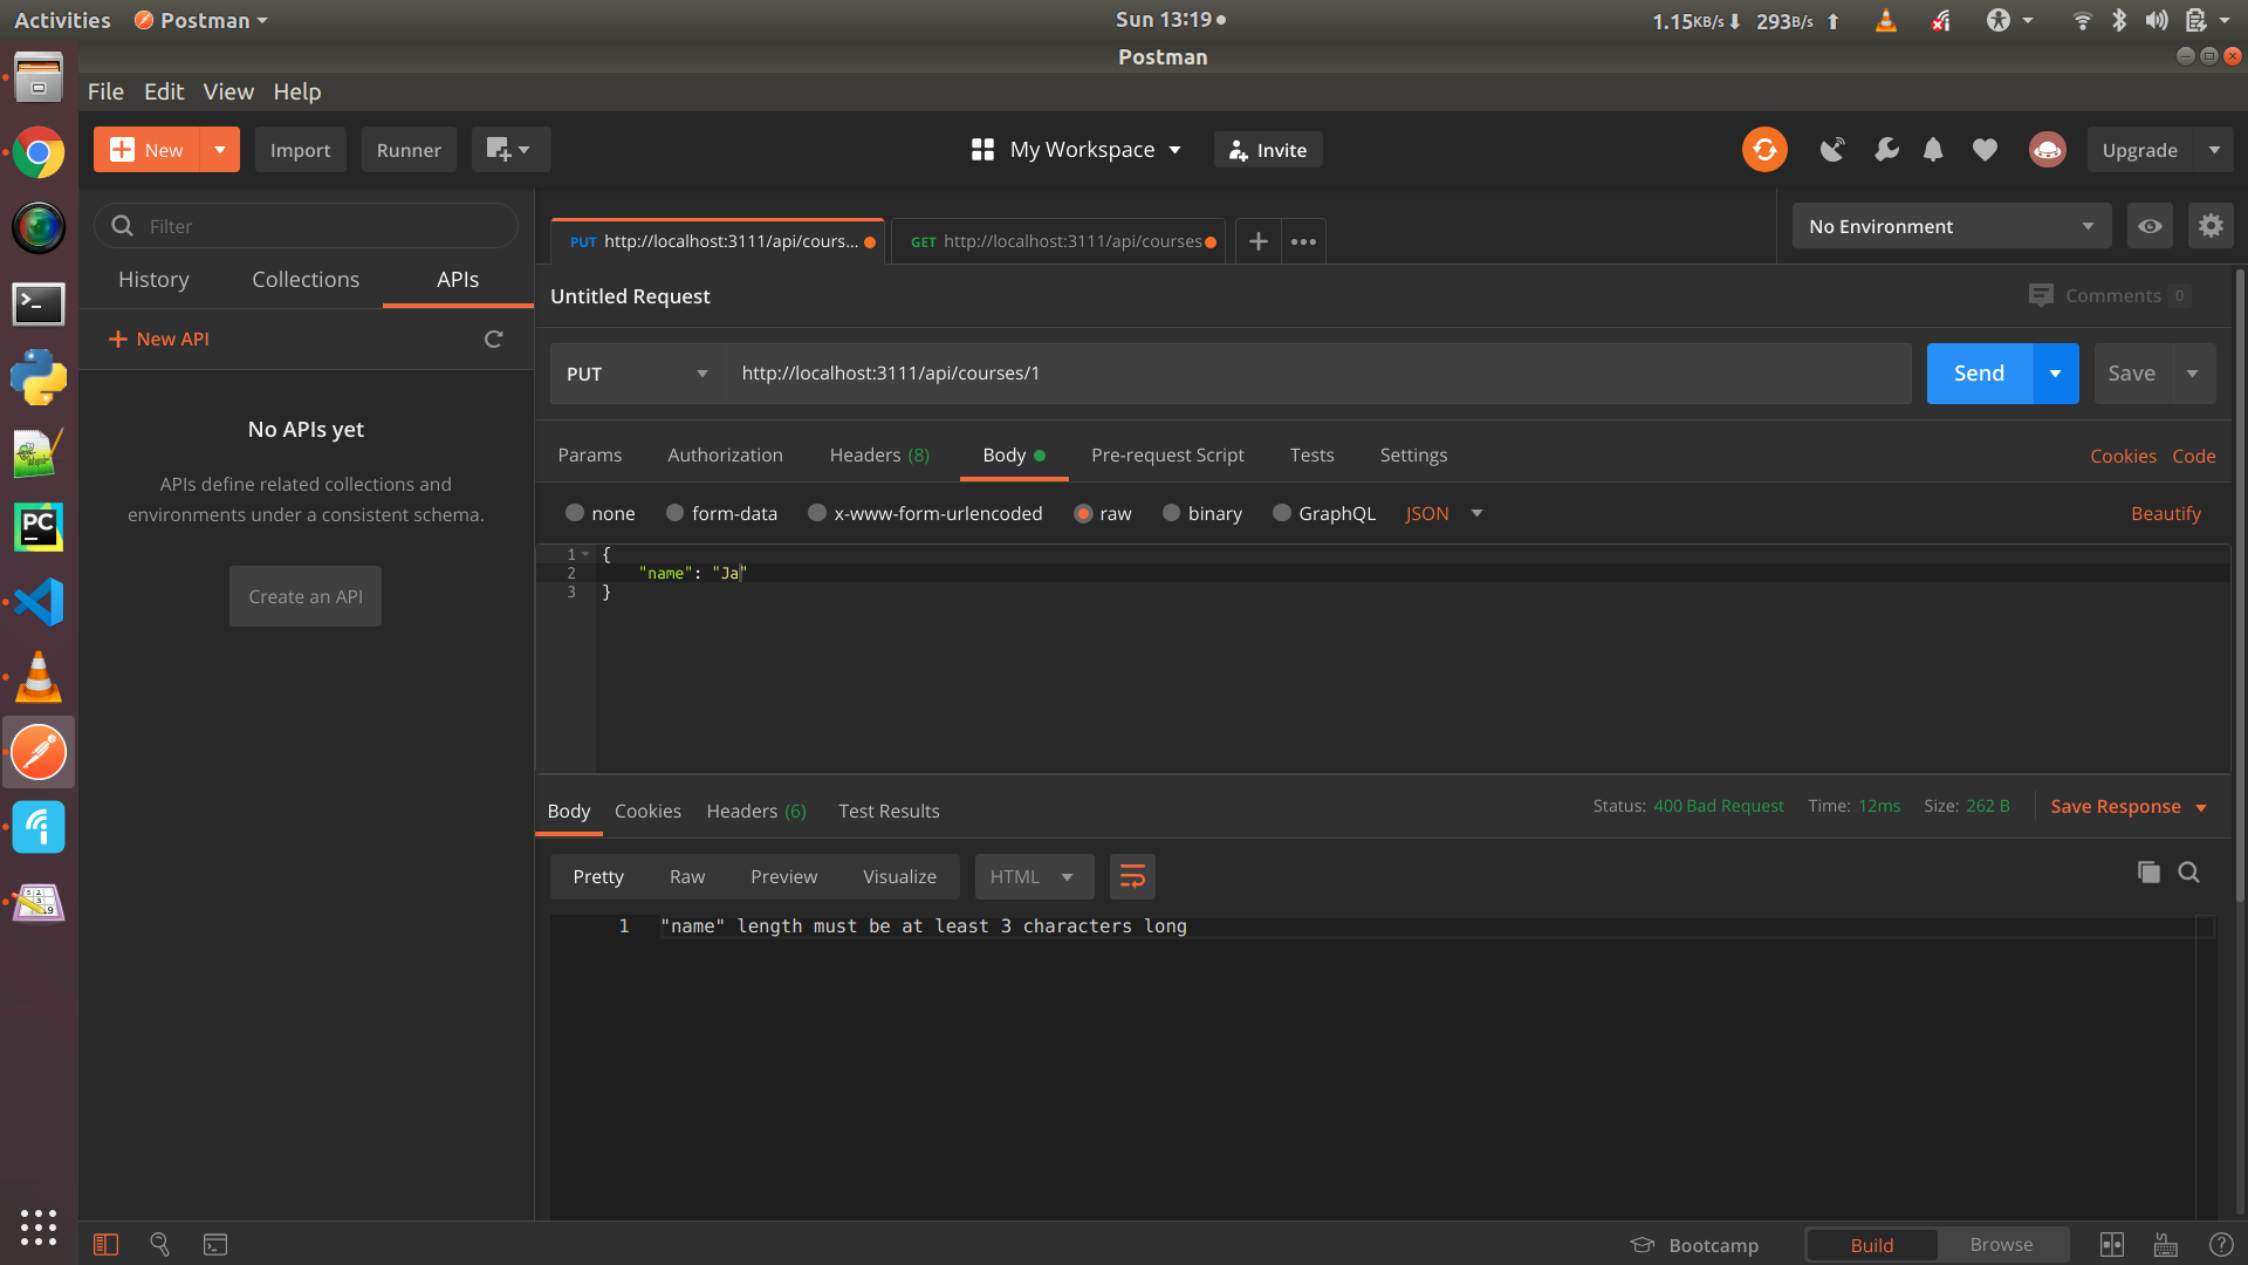 Activities Postman Sun 13:19 1.15KB/s 293B/s
Postman
File Edit View Help
New Import Runner My Workspace Invite Upgrade
Filter
History Collections APIs
New API
No APIs yet
APIs define related collections and
environments under a consistent schema.
Create an API
PUT http://localhost:3111/api/cours... GET http://localhost:3111/api/courses No Environment
Untitled Request Comments 0
PUT http://localhost:3111/api/courses/1 Send Save
Params Authorization Headers (8) Body Pre-request Script Tests Settings Cookies Code
none form-data x-www-form-urlencoded raw binary GraphQL JSON Beautify
1 {
2 "name": "Ja"
3 }
Body Cookies Headers (6) Test Results Status: 400 Bad Request Time: 12ms Size: 262 B Save Response
Pretty Raw Preview Visualize HTML
1 "name" length must be at least 3 characters long
Bootcamp Build Browse